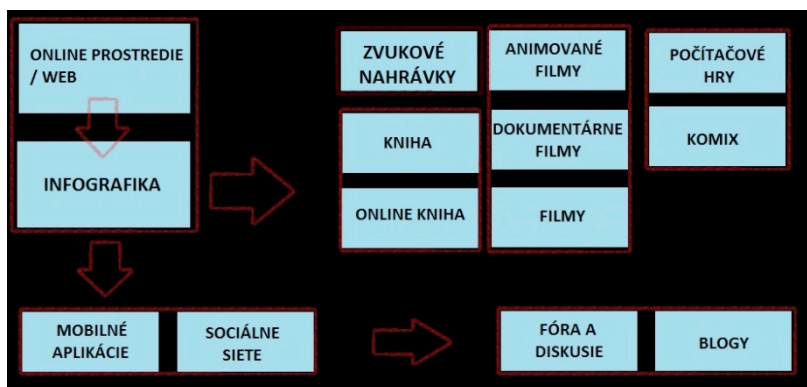 ONLINE PROSTREDIE
/ WEB
INFOGRAFIKA
ZVUKOVÉ
NAHRÁVKY
KNIHA
ONLINE KNIHA
ANIMOVANÉ
FILMY
DOKUMENTÁRNE
FILMY
FILMY
POČÍTAČOVÉ
HRY
KOMIX
MOBILNÉ
APLIKÁCIE
SOCIÁLNE
SIETE
FÓRA A
DISKUSIE
BLOGY